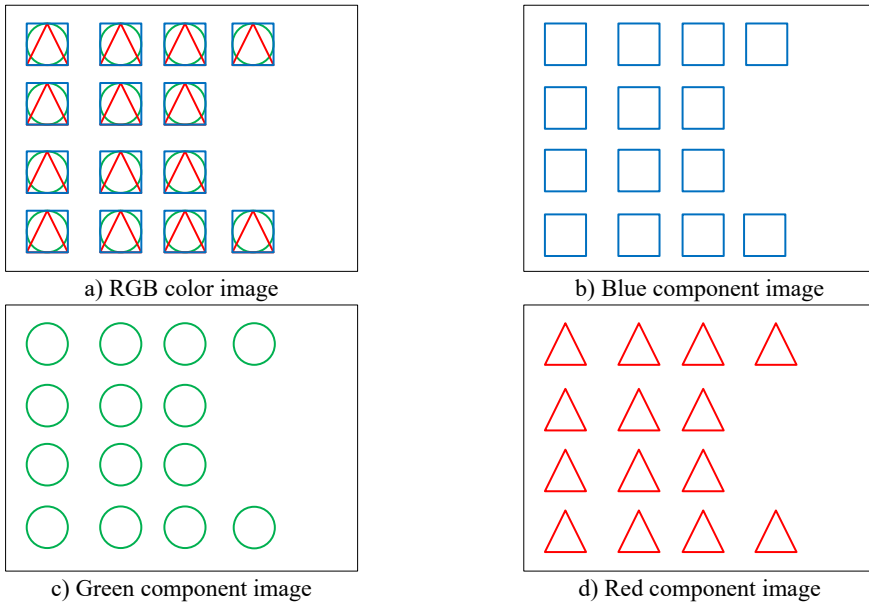 a) RGB color image
b) Blue component image
c) Green component image
d) Red component image